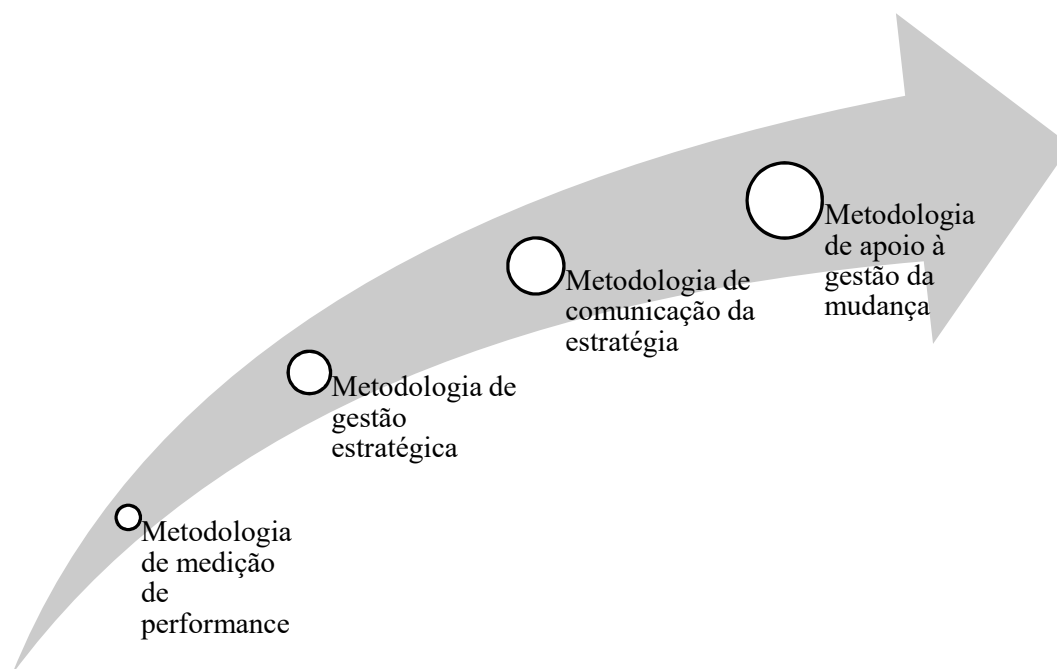 Metodologia
de medição
de
performance
Metodologia de
gestão
estratégica
Metodologia de
comunicação da
estratégia
Metodologia
de apoio à
gestão da
mudança